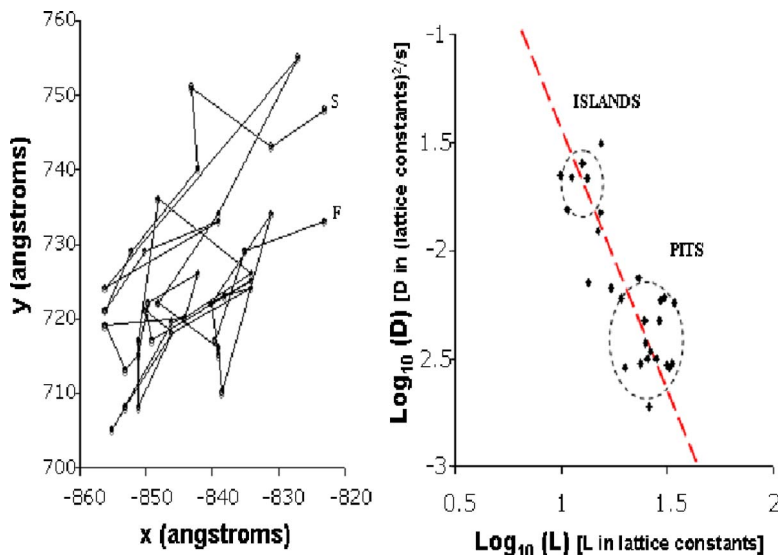 760
750
740
730
720
710
700
y (angstroms)
S
F
-860 -850 -840 -830 -820
x (angstroms)
-1
-1.5
-2
-2.5
-3
Log10 (D) [D in (lattice constants)2/s]
ISLANDS
PITS
0.5 1 1.5 2
Log10 (L) [L in lattice constants]